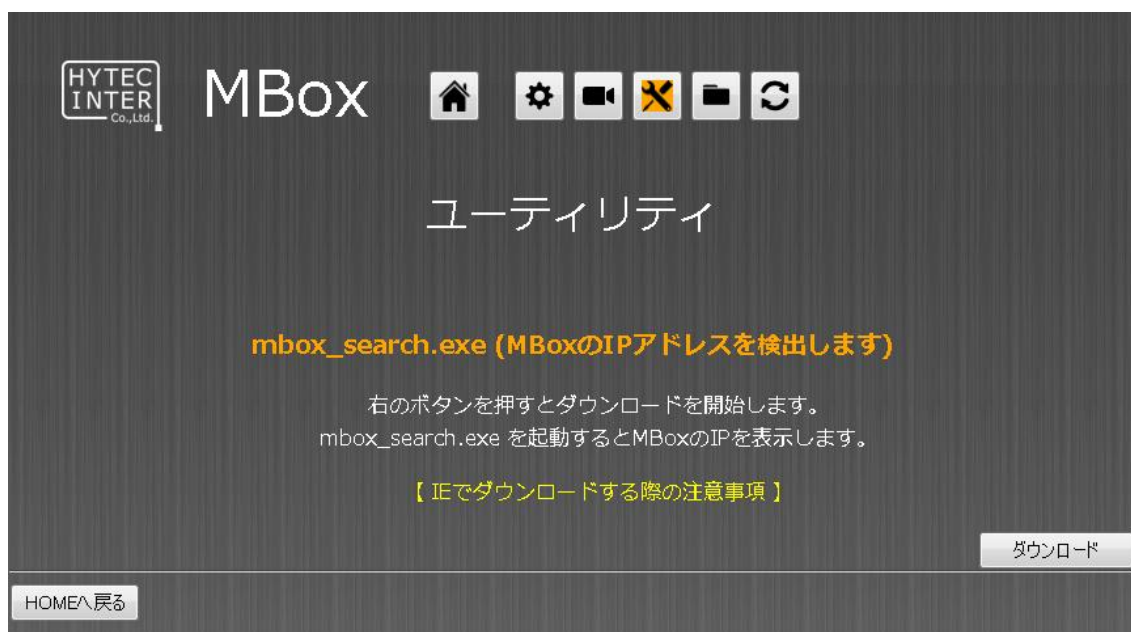 HYTEC
INTER
Co.,Ltd.
MBox
ユーティリティ
mbox_search.exe (MBoxのIPアドレスを検出します)
右のボタンを押すとダウンロードを開始します。
mbox_search.exe を起動するとMBoxのIPを表示します。
【 IEでダウンロードする際の注意事項 】
ダウンロード
HOMEへ戻る